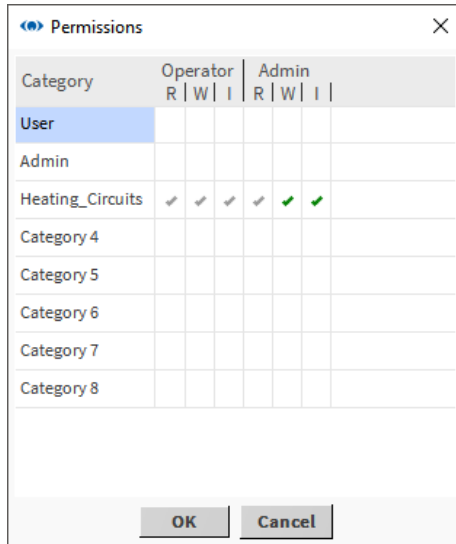 Permissions
Category Operator Admin
R W I R W I
User
Admin
Heating_Circuits
Category 4
Category 5
Category 6
Category 7
Category 8
OK Cancel